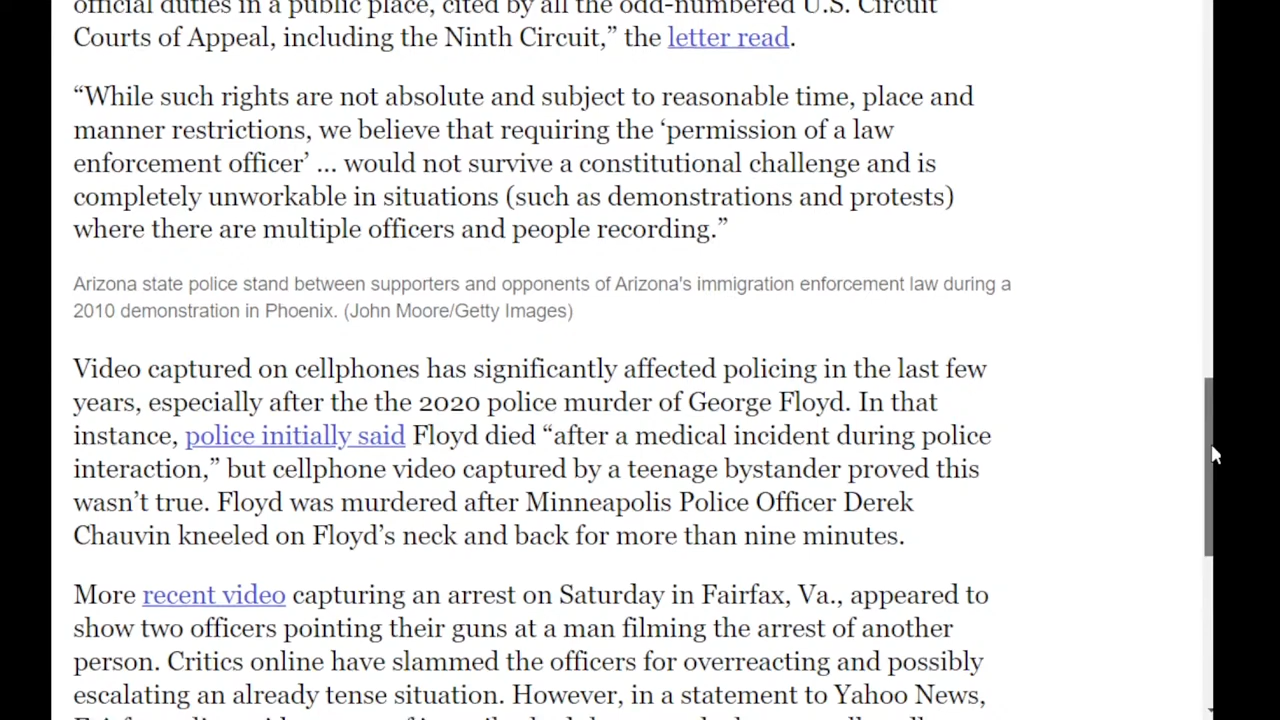 official duties in a public place, cited by all the odd-numbered U.S. Circuit
Courts of Appeal, including the Ninth Circuit,” the letter read.
“While such rights are not absolute and subject to reasonable time, place and
manner restrictions, we believe that requiring the ‘permission of a law
enforcement officer’ ... would not survive a constitutional challenge and is
completely unworkable in situations (such as demonstrations and protests)
where there are multiple officers and people recording.”
Arizona state police stand between supporters and opponents of Arizona's immigration enforcement law during a
2010 demonstration in Phoenix. (John Moore/Getty Images)
Video captured on cellphones has significantly affected policing in the last few
years, especially after the the 2020 police murder of George Floyd. In that
instance, police initially said Floyd died “after a medical incident during police
interaction,” but cellphone video captured by a teenage bystander proved this
wasn’t true. Floyd was murdered after Minneapolis Police Officer Derek
Chauvin kneeled on Floyd’s neck and back for more than nine minutes.
More recent video capturing an arrest on Saturday in Fairfax, Va., appeared to
show two officers pointing their guns at a man filming the arrest of another
person. Critics online have slammed the officers for overreacting and possibly
escalating an already tense situation. However, in a statement to Yahoo News,